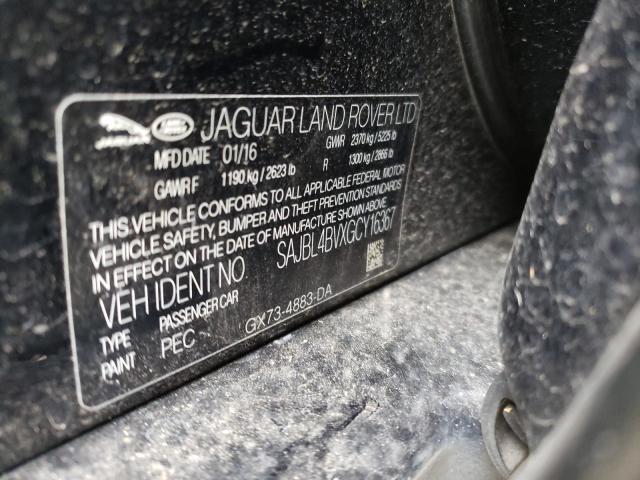 JAGUAR JAGUAR LAND ROVER LTD
MFD DATE 01/16 GVWR 2370 kg / 5225 lb
GAWR F 1190 kg / 2623 lb R 1300 kg / 2866 lb
THIS VEHICLE CONFORMS TO ALL APPLICABLE FEDERAL MOTOR
VEHICLE SAFETY, BUMPER AND THEFT PREVENTION STANDARDS
IN EFFECT ON THE DATE OF MANUFACTURE SHOWN ABOVE
VEH IDENT NO SAJBL4BVXGCY16367
TYPE PASSENGER CAR
PAINT PEC GX73-4883-DA